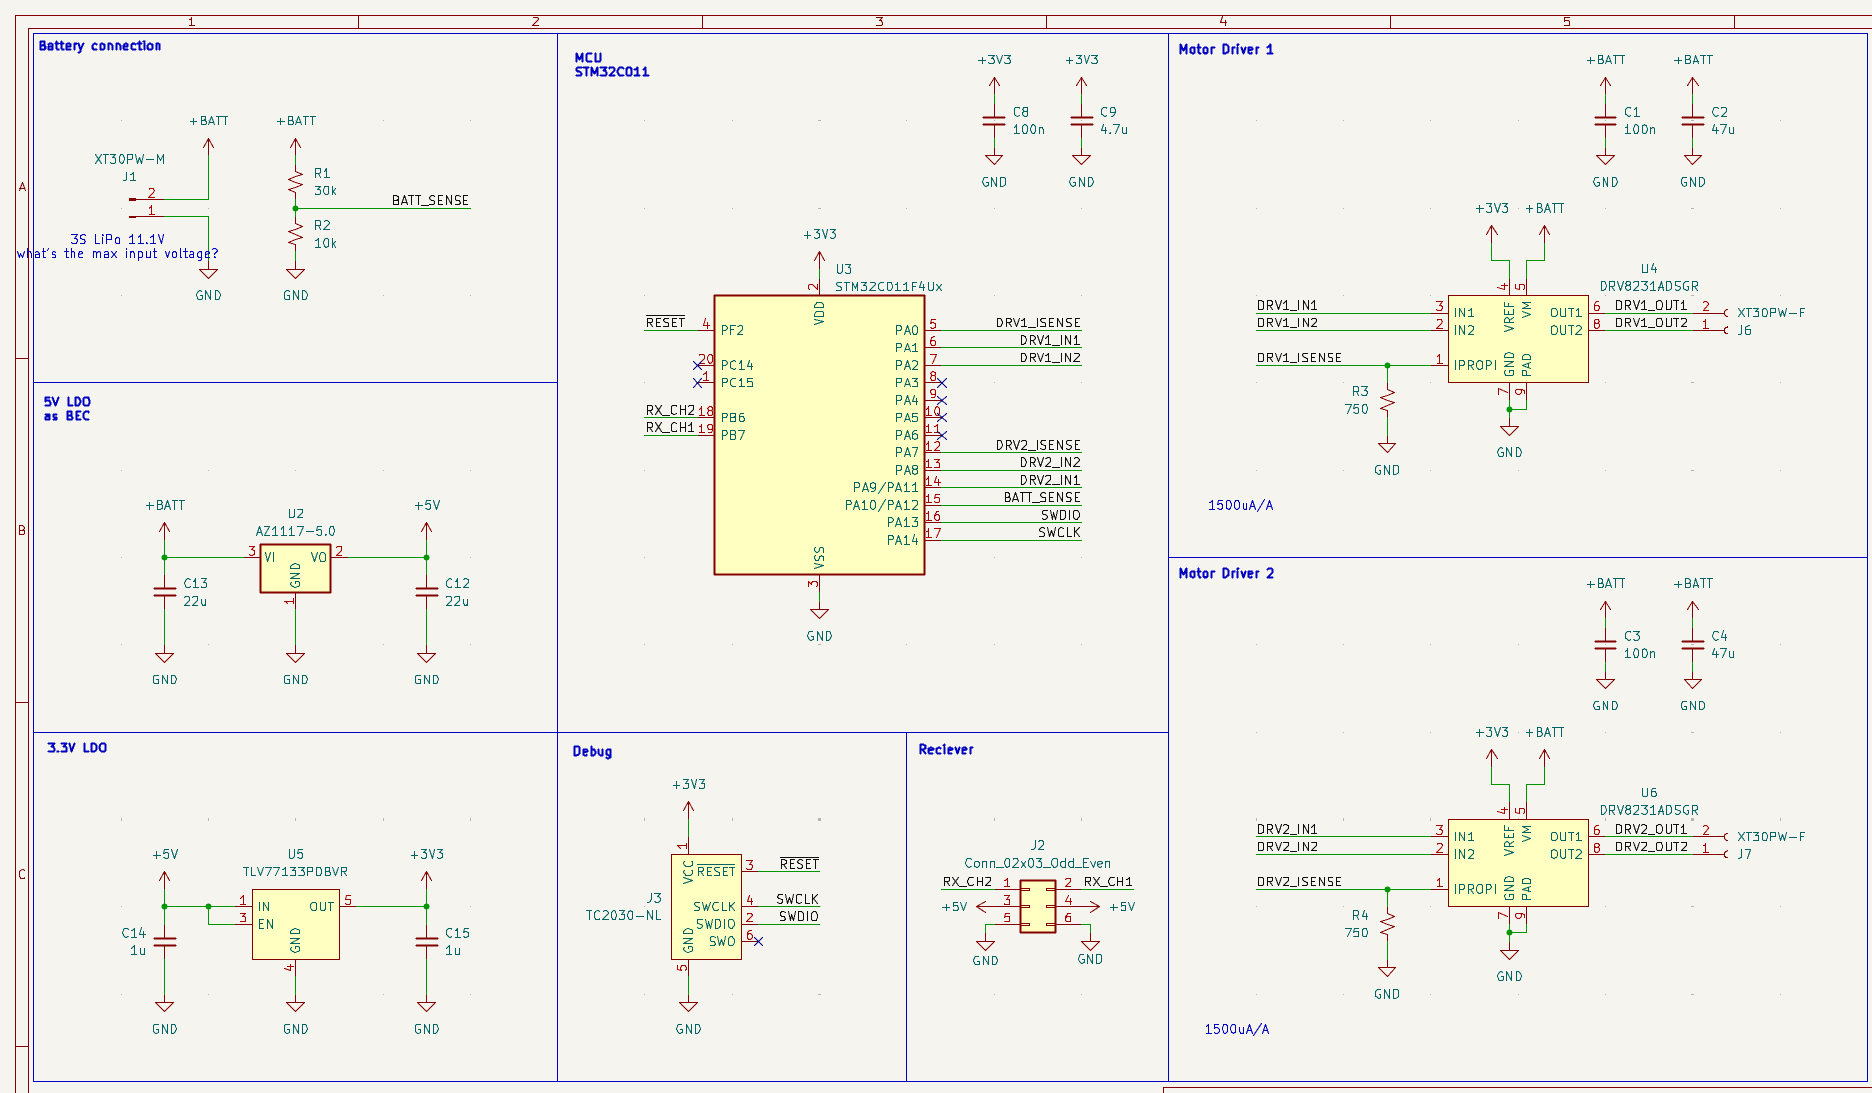 1
2
3
4
5
A
B
C
Battery connection
+BATT
+BATT
XT30PW-M
J1
2
1
R1
30k
BATT_SENSE
R2
10k
3S LiPo 11.1V
what's the max input voltage?
GND
GND
5V LDO
as BEC
+BATT
+5V
U2
AZ1117-5.0
3
VI
VO
2
GND
1
C13
22u
C12
22u
GND
GND
GND
3.3V LDO
+5V
+3V3
U5
TLV77133PDBVR
1
IN
OUT
5
3
EN
GND
4
C14
1u
C15
1u
GND
GND
GND
MCU
STM32C011
+3V3
+3V3
C8
100n
C9
4.7u
GND
GND
+3V3
U3
STM32C011F4Ux
2
VDD
RESET
4
PF2
20
PC14
1
PC15
RX_CH2
18
PB6
RX_CH1
19
PB7
PA0
5
DRV1_ISENSE
PA1
6
DRV1_IN1
PA2
7
DRV1_IN2
PA3
8
PA4
9
PA5
10
PA6
11
PA7
12
DRV2_ISENSE
PA8
13
DRV2_IN2
PA9/PA11
14
DRV2_IN1
PA10/PA12
15
BATT_SENSE
PA13
16
SWDIO
PA14
17
SWCLK
VSS
3
GND
Debug
+3V3
1
VCC
RESET
3
RESET
J3
TC2030-NL
SWCLK
4
SWCLK
SWDIO
2
SWDIO
SWO
6
GND
5
GND
Reciever
J2
Conn_02x03_Odd_Even
RX_CH2
1
2
RX_CH1
+5V
3
4
+5V
5
6
GND
GND
Motor Driver 1
+BATT
+BATT
C1
100n
C2
47u
GND
GND
+3V3
+BATT
U4
DRV8231ADSGR
4
5
VREF
VM
DRV1_IN1
3
IN1
OUT1
6
DRV1_OUT1
2
XT30PW-F
DRV1_IN2
2
IN2
OUT2
8
DRV1_OUT2
1
J6
DRV1_ISENSE
1
IPROPI
GND
PAD
7
9
R3
750
GND
GND
1500uA/A
Motor Driver 2
+BATT
+BATT
C3
100n
C4
47u
GND
GND
+3V3
+BATT
U6
DRV8231ADSGR
4
5
VREF
VM
DRV2_IN1
3
IN1
OUT1
6
DRV2_OUT1
2
XT30PW-F
DRV2_IN2
2
IN2
OUT2
8
DRV2_OUT2
1
J7
DRV2_ISENSE
1
IPROPI
GND
PAD
7
9
R4
750
GND
GND
1500uA/A